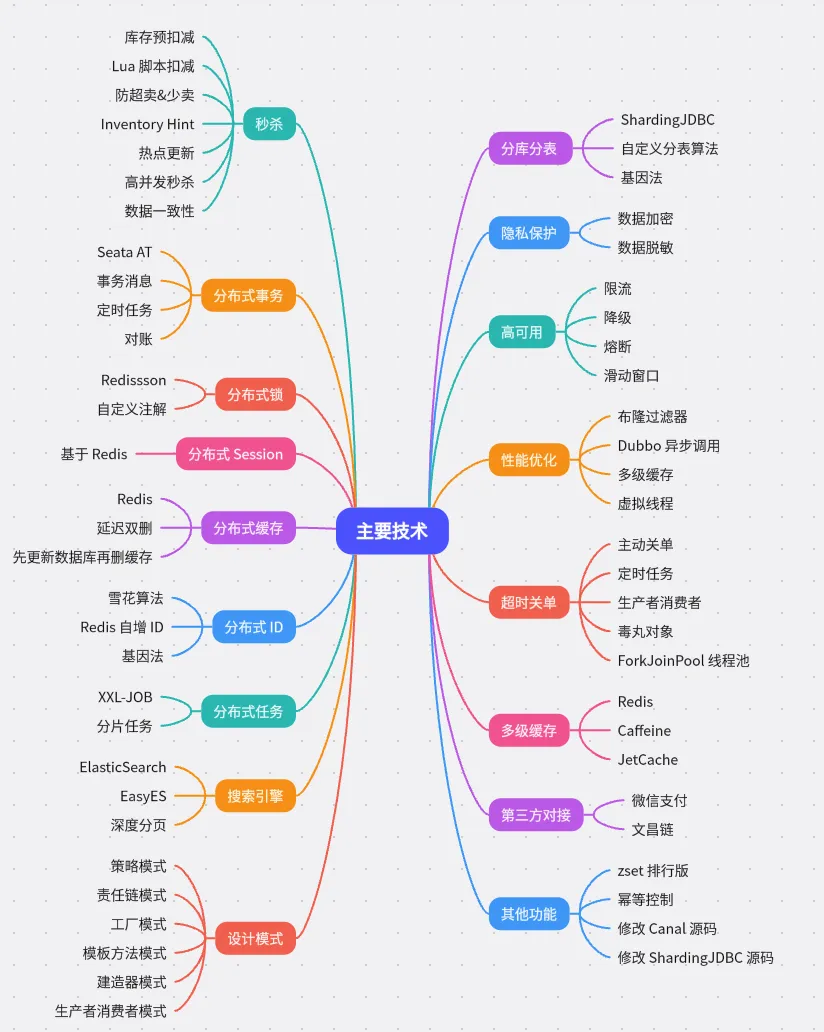 主要技术
秒杀
库存预扣减
Lua 脚本扣减
防超卖&少卖
Inventory Hint
热点更新
高并发秒杀
数据一致性
分布式事务
Seata AT
事务消息
定时任务
对账
分布式锁
Redissson
自定义注解
分布式 Session
基于 Redis
分布式缓存
Redis
延迟双删
先更新数据库再删缓存
分布式 ID
雪花算法
Redis 自增 ID
基因法
分布式任务
XXL-JOB
分片任务
搜索引擎
ElasticSearch
EasyES
深度分页
设计模式
策略模式
责任链模式
工厂模式
模板方法模式
建造器模式
生产者消费者模式
分库分表
ShardingJDBC
自定义分表算法
基因法
隐私保护
数据加密
数据脱敏
高可用
限流
降级
熔断
滑动窗口
性能优化
布隆过滤器
Dubbo 异步调用
多级缓存
虚拟线程
超时关单
主动关单
定时任务
生产者消费者
毒丸对象
ForkJoinPool 线程池
多级缓存
Redis
Caffeine
JetCache
第三方对接
微信支付
文昌链
其他功能
zset 排行版
幂等控制
修改 Canal 源码
修改 ShardingJDBC 源码